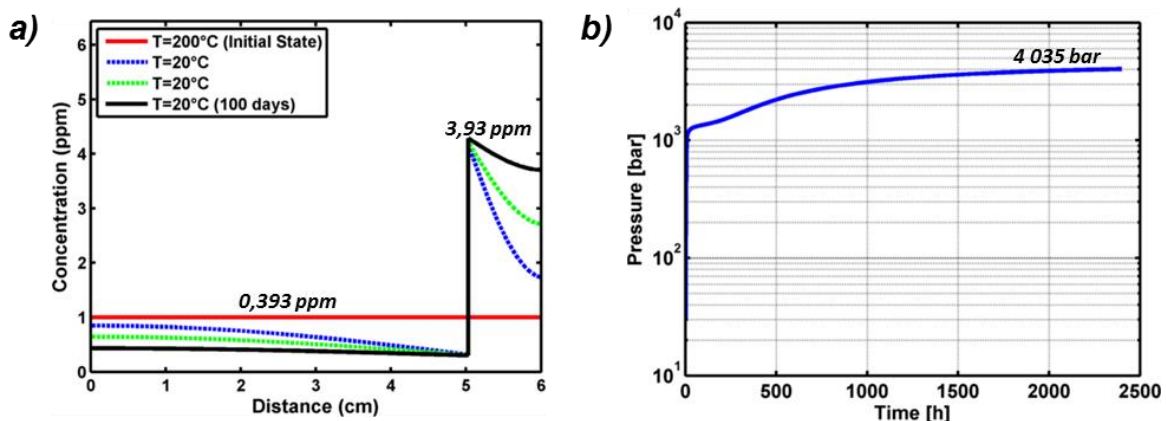 a)
T=200°C (Initial State)
T=20°C
T=20°C
T=20°C (100 days)
3,93 ppm
0,393 ppm
Concentration (ppm)
6
5
4
3
2
1
0
0 1 2 3 4 5 6
Distance (cm)
b)
4 035 bar
Pressure [bar]
10⁴
10³
10²
10¹
0 500 1000 1500 2000 2500
Time [h]